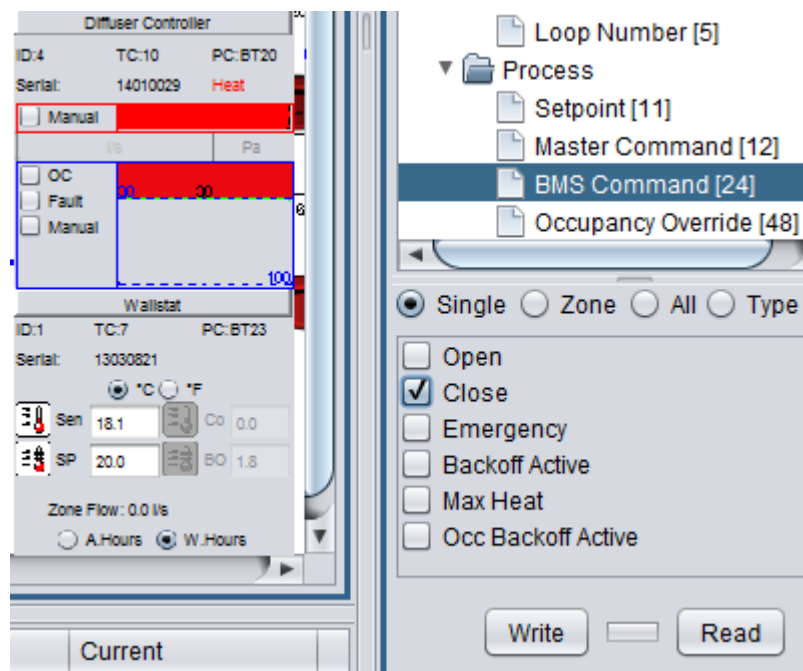 Diffuser Controller
ID:4 TC:10 PC:BT20
Serial: 14010029 Heat
Manual
l/s Pa
OC
Fault
Manual
30 30
100
Wallstat
ID:1 TC:7 PC:BT23
Serial: 13030821
°C °F
Sen 18.1 Co 0.0
SP 20.0 BO 1.8
Zone Flow: 0.0 l/s
A.Hours W.Hours
Current
Loop Number [5]
Process
Setpoint [11]
Master Command [12]
BMS Command [24]
Occupancy Override [48]
Single Zone All Type
Open
Close
Emergency
Backoff Active
Max Heat
Occ Backoff Active
Write Read